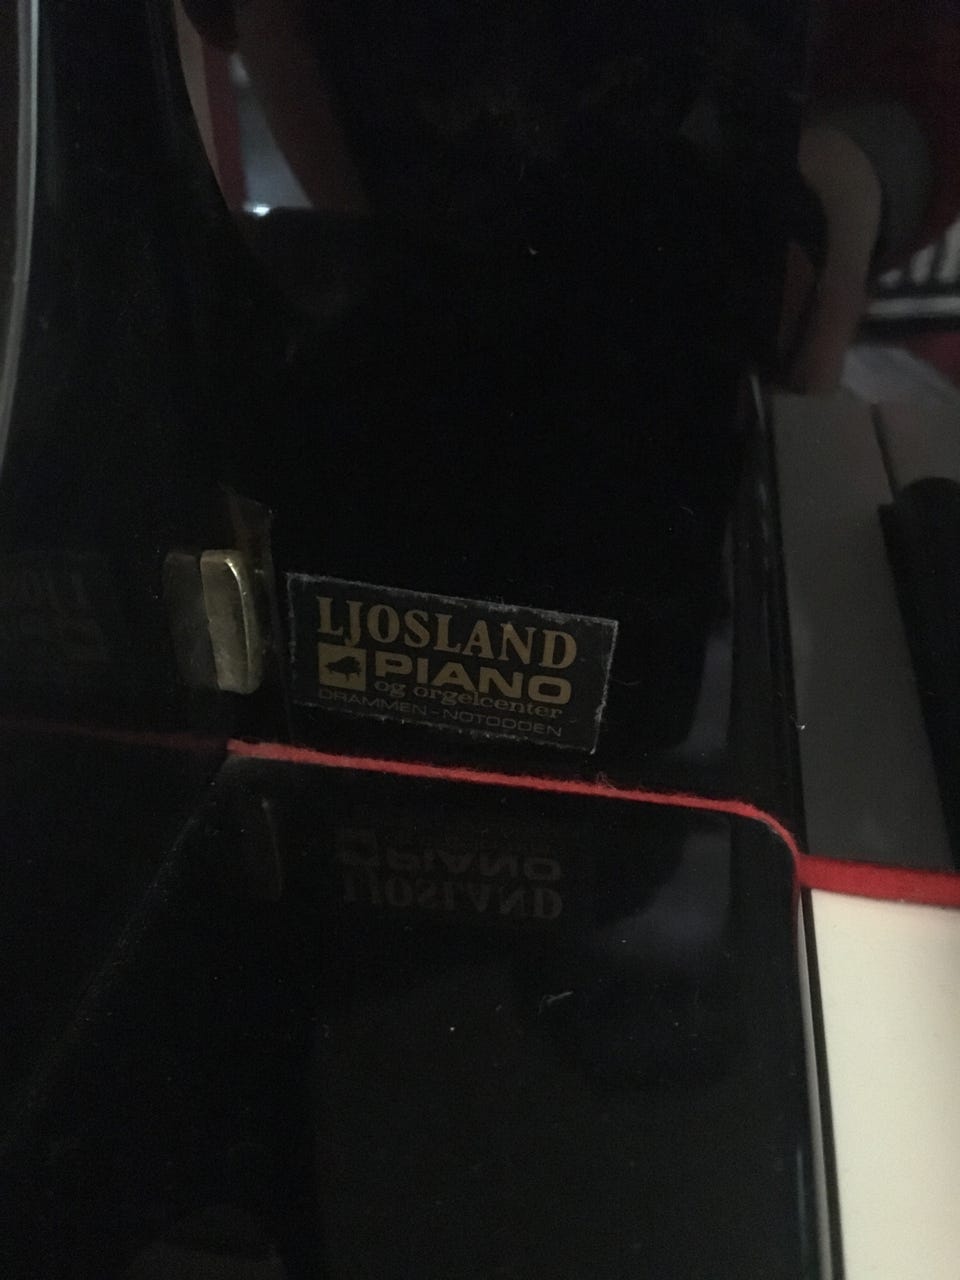 LJOSLAND
PIANO
og orgelcenter
DRAMMEN - NOTODDEN